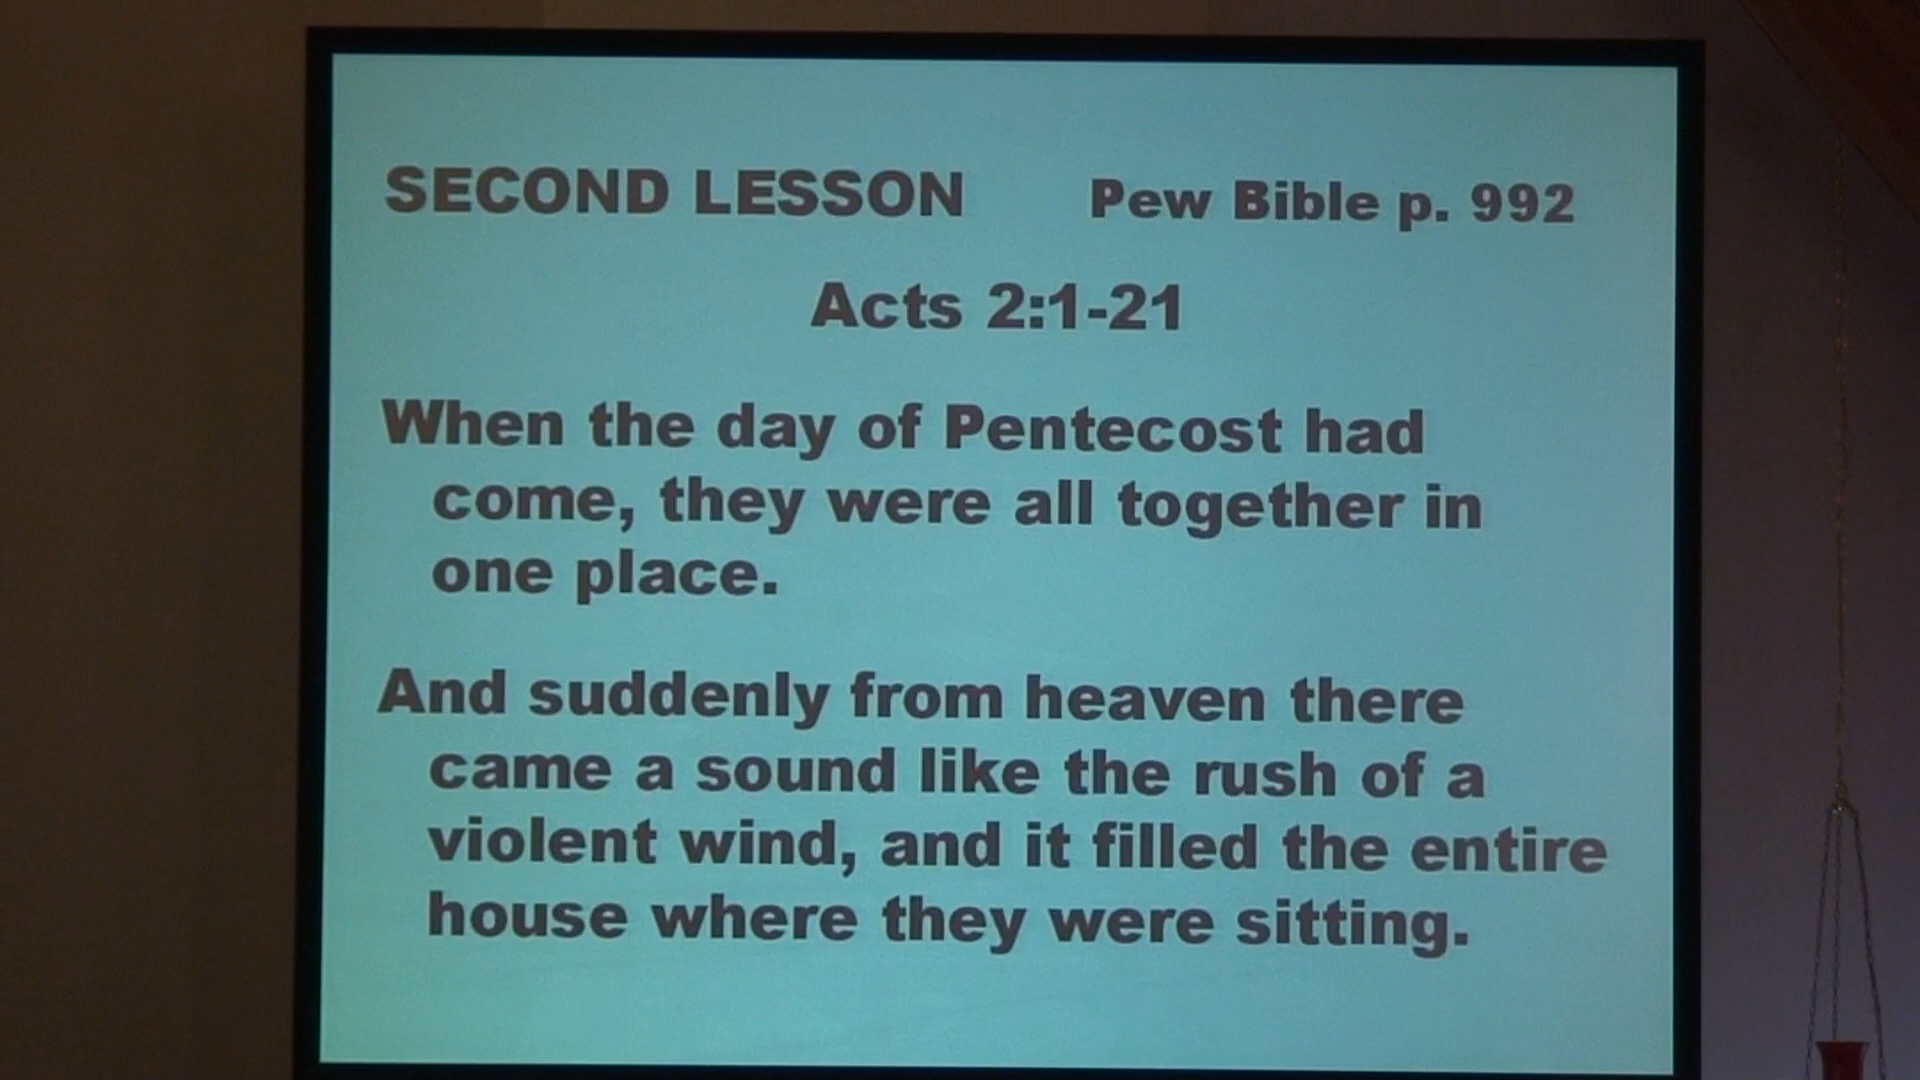 SECOND LESSON Pew Bible p. 992
Acts 2:1-21
When the day of Pentecost had
come, they were all together in
one place.
And suddenly from heaven there
came a sound like the rush of a
violent wind, and it filled the entire
house where they were sitting.